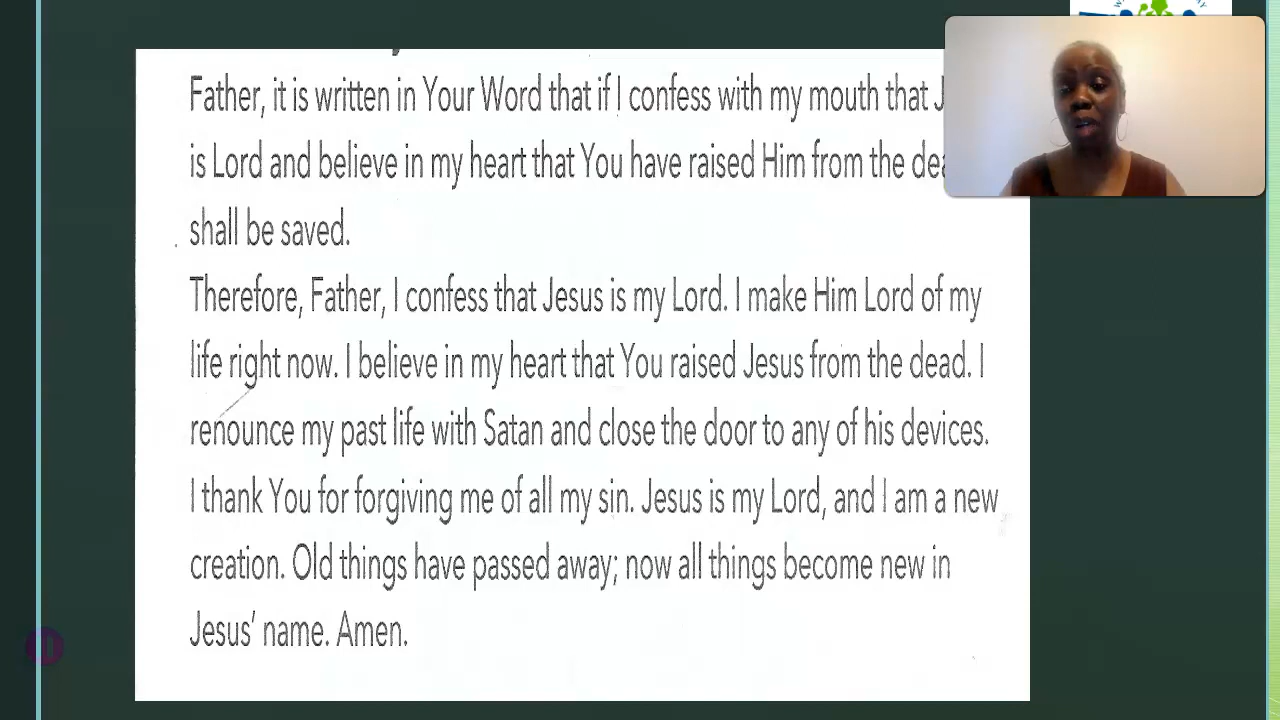 Father, it is written in Your Word that if I confess with my mouth that
is Lord and believe in my heart that You have raised Him from the
shall be saved.
Therefore, Father, I confess that Jesus is my Lord. I make Him Lord of my
life right now. I believe in my heart that You raised Jesus from the dead. I
renounce my past life with Satan and close the door to any of his devices.
I thank You for forgiving me of all my sin. Jesus is my Lord, and I am a new
creation. Old things have passed away; now all things become new in
Jesus' name. Amen.